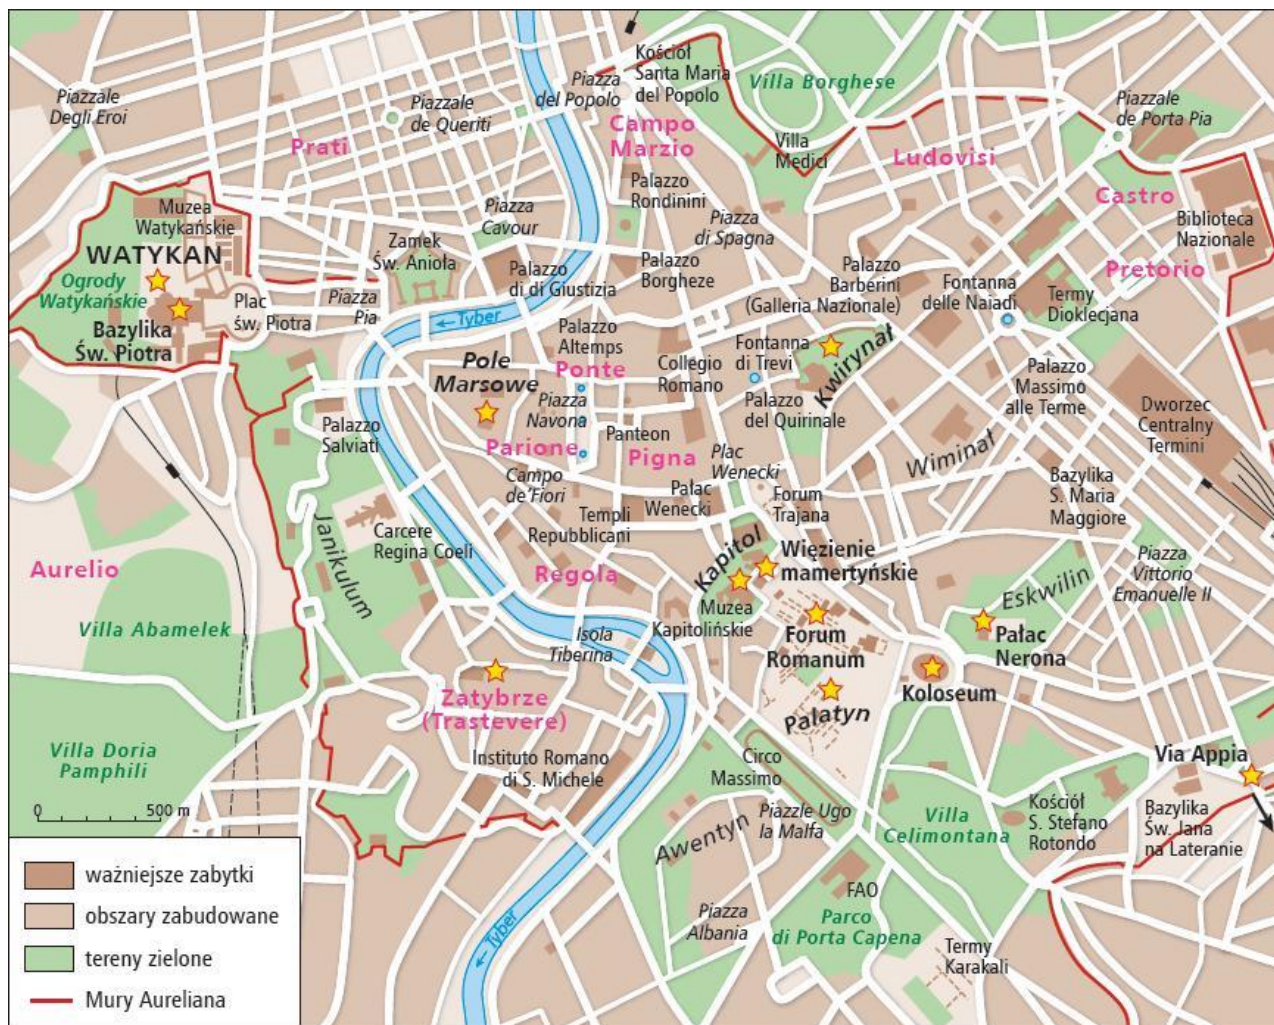 Piazzale
Degli Eroi
Prati
Piazzale
de Queriti
Piazza
del Popolo
Kościół
Santa Maria
del Popolo
Campo
Marzio
Villa Borghese
Villa
Medici
Ludovisi
Piazzale
de Porta Pia
Castro
Biblioteca
Nazionale
Pretorio
Muzea
Watykańskie
WATYKAN
Ogrody
Watykańskie
Bazylika
Św. Piotra
Plac
św. Piotra
Piazza
Pia
Zamek
Św. Anioła
Piazza
Cavour
Palazzo
di di Giustizia
Palazzo
Rondinini
Piazza
di Spagna
Palazzo
Borgheze
Palazzo
Barberini
(Galleria Nazionale)
Fontanna
delle Naiadi
Termy
Dioklecjana
← Tyber
Palazzo
Altemps
Ponte
Pole
Marsowe
Piazza
Navona
Parione
Collegio
Romano
Fontanna
di Trevi
Kwirynał
Palazzo
del Quirinale
Palazzo
Massimo
alle Terme
Dworzec
Centralny
Termini
Palazzo
Salviati
Panteon
Pigna
Plac
Wenecki
Wiminał
Campo
de'Fiori
Pałac
Wenecki
Forum
Trajana
Bazylika
S. Maria
Maggiore
Templi
Repubblicani
Carcere
Regina Coeli
Janikulum
Aurelio
Regola
Kapitol
Więzienie
mamertyńskie
Eskwilin
Piazza
Vittorio
Emanuelle II
Muzea
Kapitolińskie
Villa Abamelek
Isola
Tiberina
Forum
Romanum
Pałac
Nerona
Koloseum
Zatybrze
(Trastevere)
Palatyn
Villa Doria
Pamphili
Instituto Romano
di S. Michele
Circo
Massimo
Via Appia
0 500 m
Piazzle Ugo
la Malfa
Awentyn
Villa
Celimontana
Kościół
S. Stefano
Rotondo
Bazylika
Św. Jana
na Lateranie
FAO
Piazza
Albania
Parco
di Porta Capena
Termy
Karakali
← Tyber
ważniejsze zabytki
obszary zabudowane
tereny zielone
Mury Aureliana